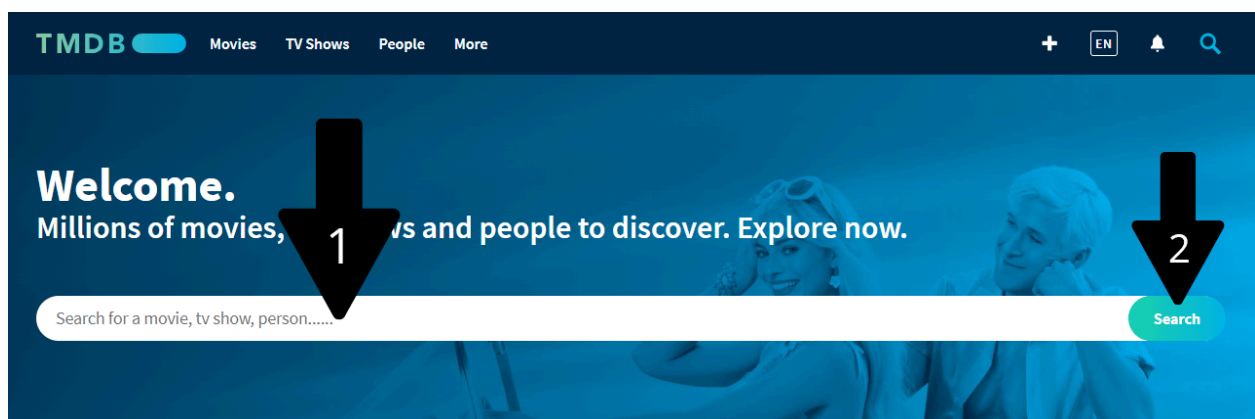 TMDB Movies TV Shows People More EN
Welcome.
Millions of movies, vs and people to discover. Explore now.
1
2
Search for a movie, tv show, person......
Search